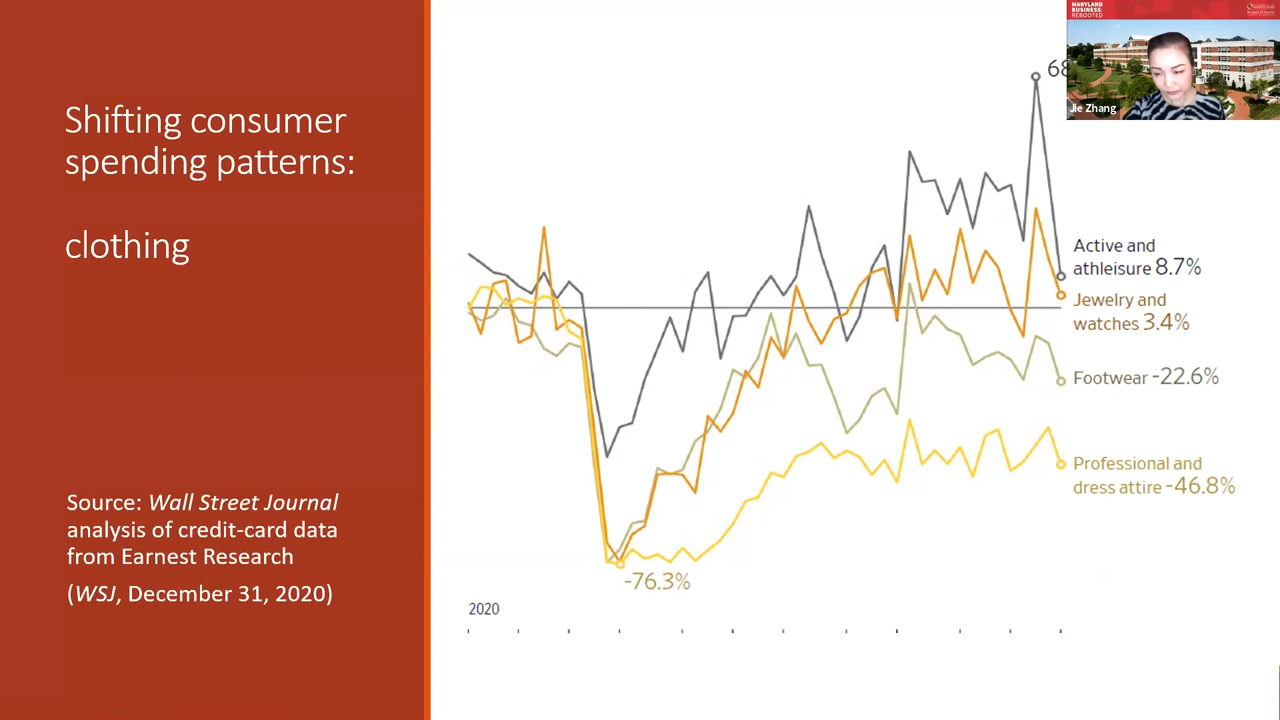 Shifting consumer
spending patterns:
clothing
Source: Wall Street Journal
analysis of credit-card data
from Earnest Research
(WSJ, December 31, 2020)
68
Active and
athleisure 8.7%
Jewelry and
watches 3.4%
Footwear -22.6%
Professional and
dress attire -46.8%
-76.3%
2020
MARYLAND
BUSINESS:
REBOOTED
Jie Zhang